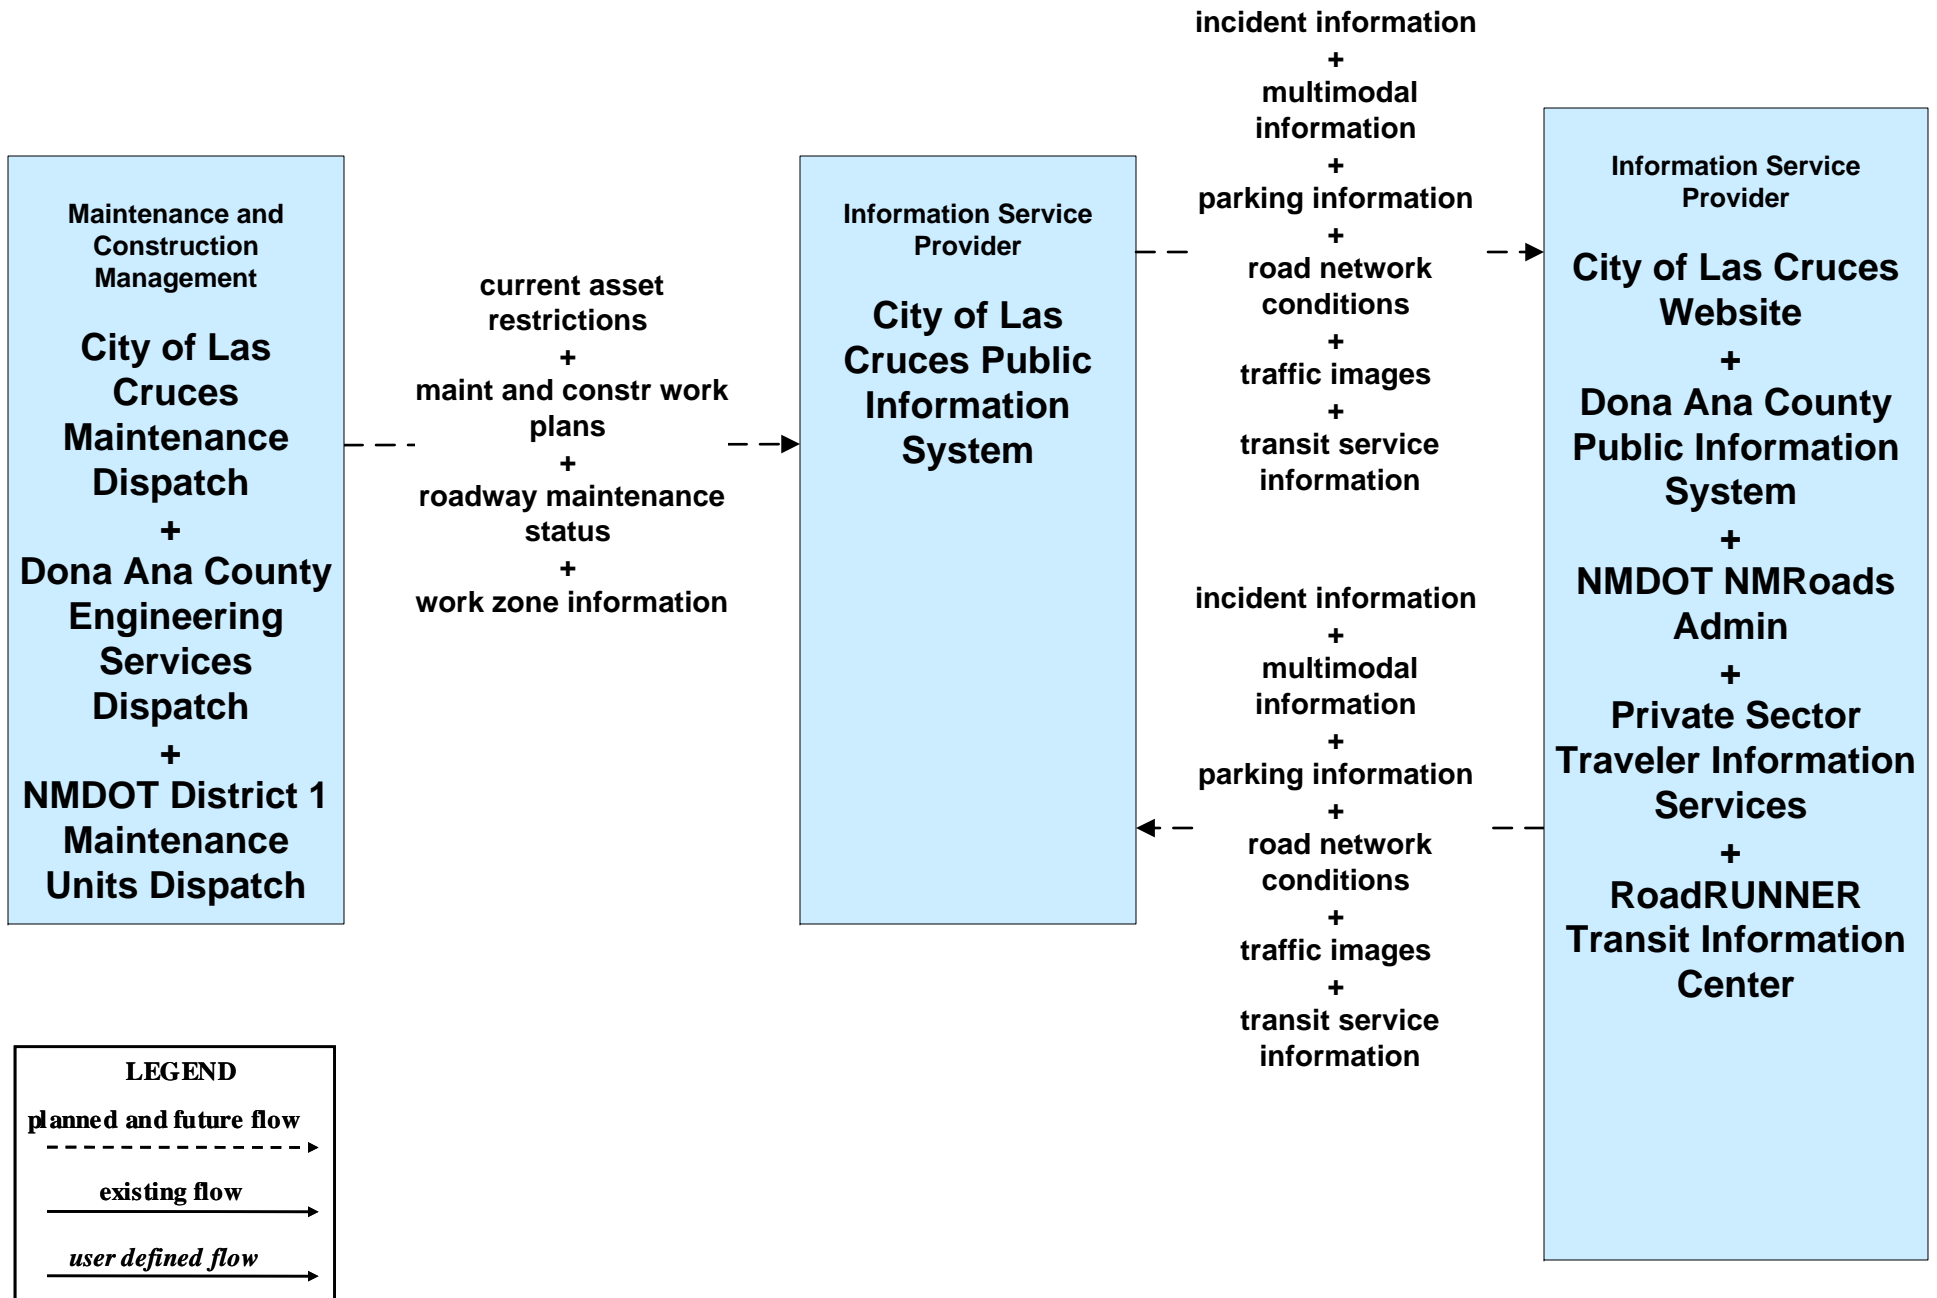 Maintenance and
Construction
Management
City of Las
Cruces
Maintenance
Dispatch
+
Dona Ana County
Engineering
Services
Dispatch
+
NMDOT District 1
Maintenance
Units Dispatch
current asset
restrictions
+
maint and constr work
plans
+
roadway maintenance
status
+
work zone information
Information Service
Provider
City of Las
Cruces Public
Information
System
incident information
+
multimodal
information
+
parking information
+
road network
conditions
+
traffic images
+
transit service
information
incident information
+
multimodal
information
+
parking information
+
road network
conditions
+
traffic images
+
transit service
information
Information Service
Provider
City of Las Cruces
Website
+
Dona Ana County
Public Information
System
+
NMDOT NMRoads
Admin
+
Private Sector
Traveler Information
Services
+
RoadRUNNER
Transit Information
Center
LEGEND
planned and future flow
existing flow
user defined flow